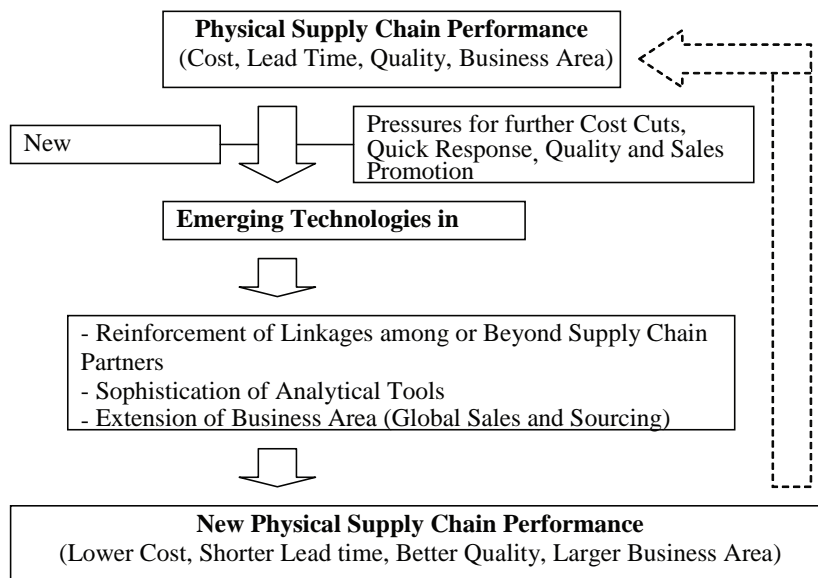 Physical Supply Chain Performance
(Cost, Lead Time, Quality, Business Area)
New
Pressures for further Cost Cuts,
Quick Response, Quality and Sales
Promotion
Emerging Technologies in
- Reinforcement of Linkages among or Beyond Supply Chain
Partners
- Sophistication of Analytical Tools
- Extension of Business Area (Global Sales and Sourcing)
New Physical Supply Chain Performance
(Lower Cost, Shorter Lead time, Better Quality, Larger Business Area)